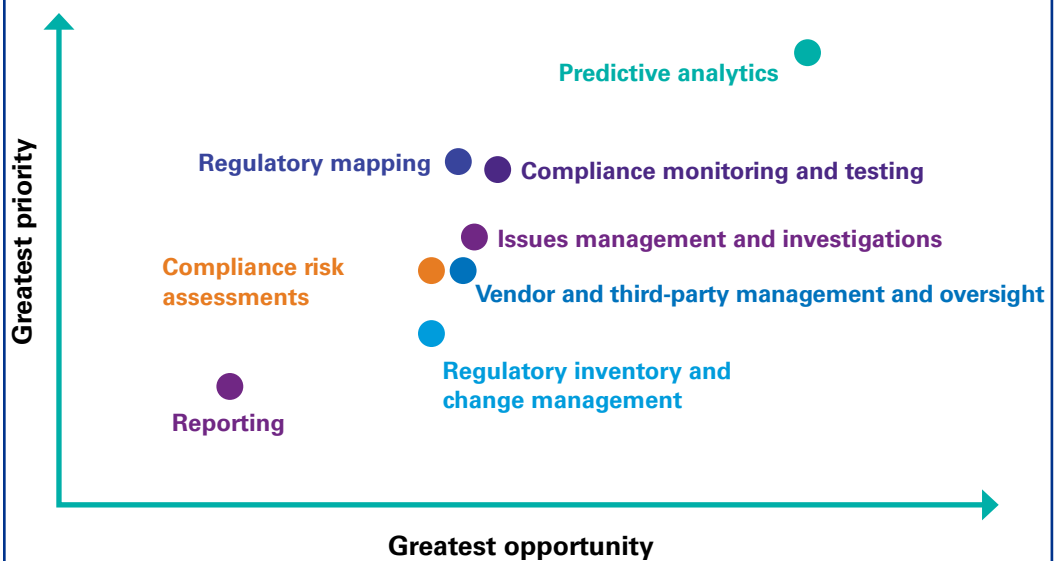 Predictive analytics
Regulatory mapping
Compliance monitoring and testing
Issues management and investigations
Compliance risk
assessments
Vendor and third-party management and oversight
Regulatory inventory and
change management
Reporting
Greatest priority
Greatest opportunity